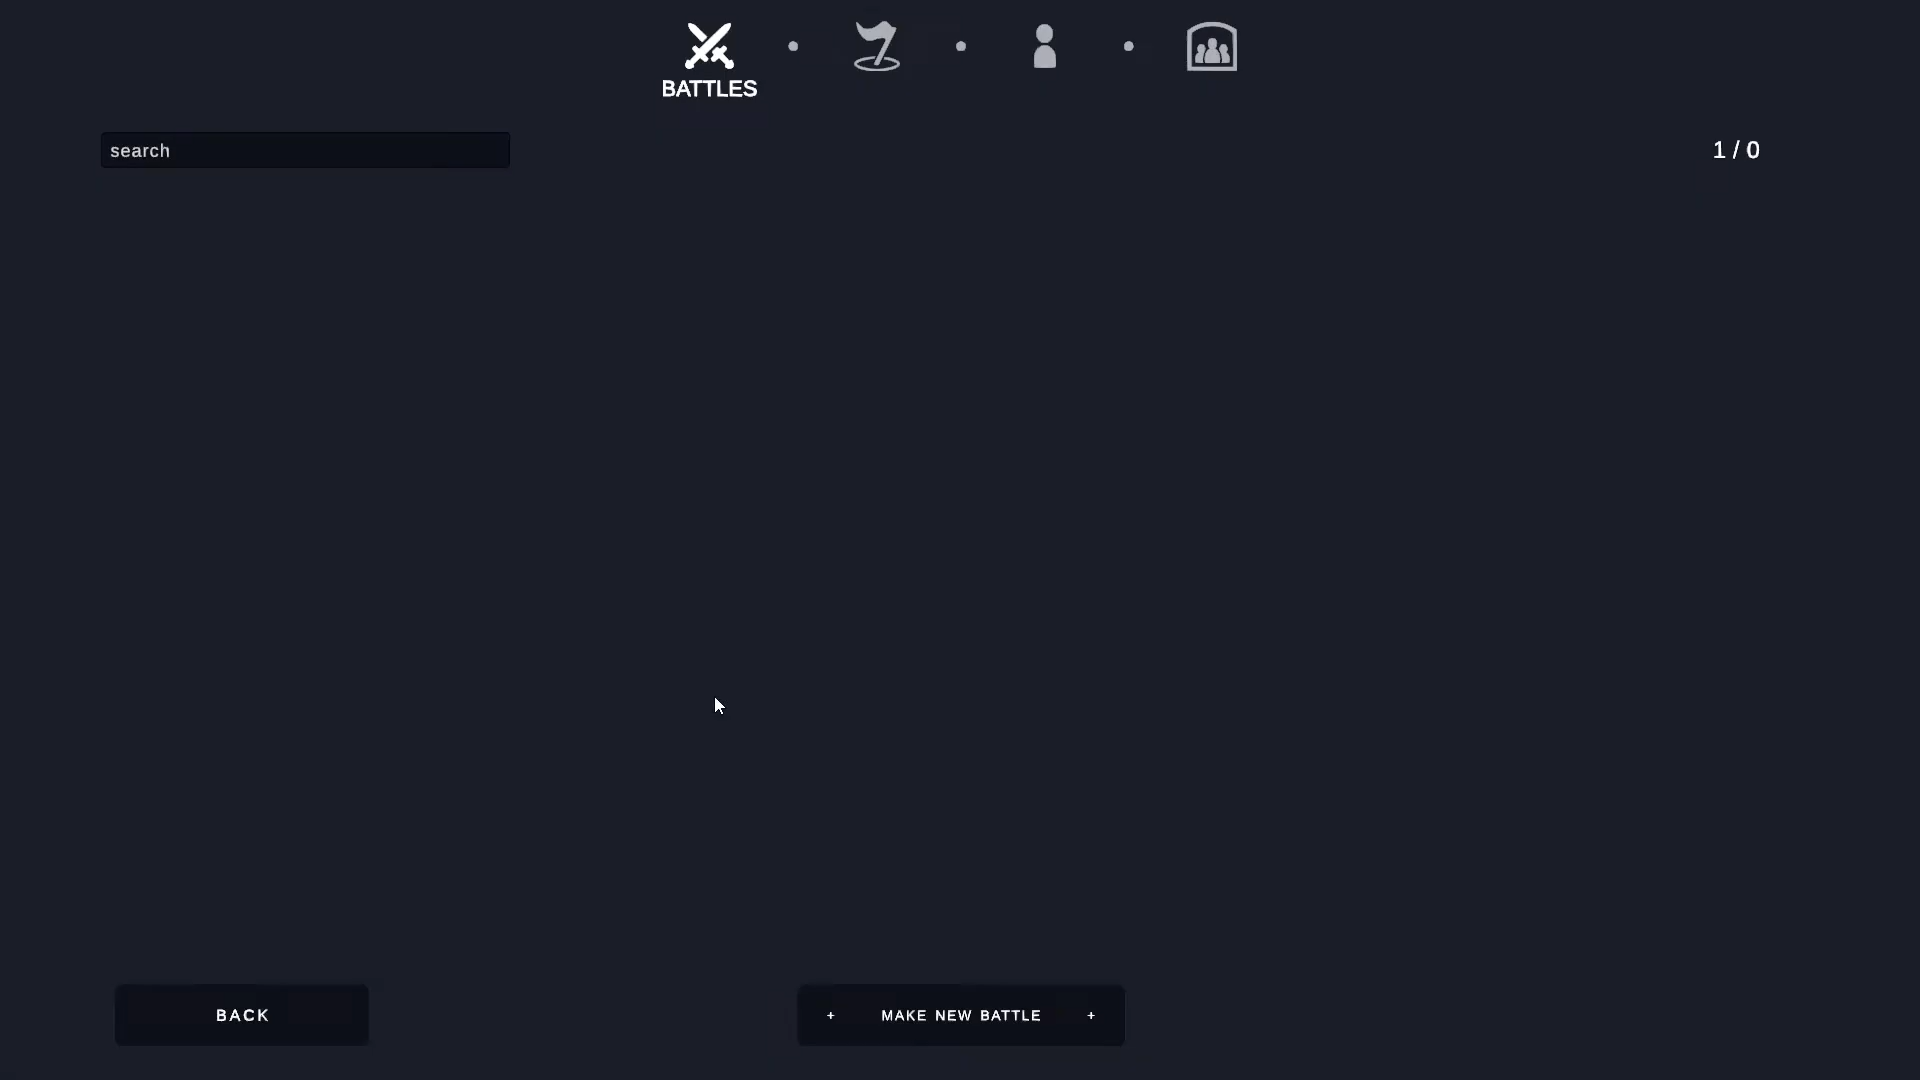 BATTLES
search
1 / 0
BACK
+ MAKE NEW BATTLE +